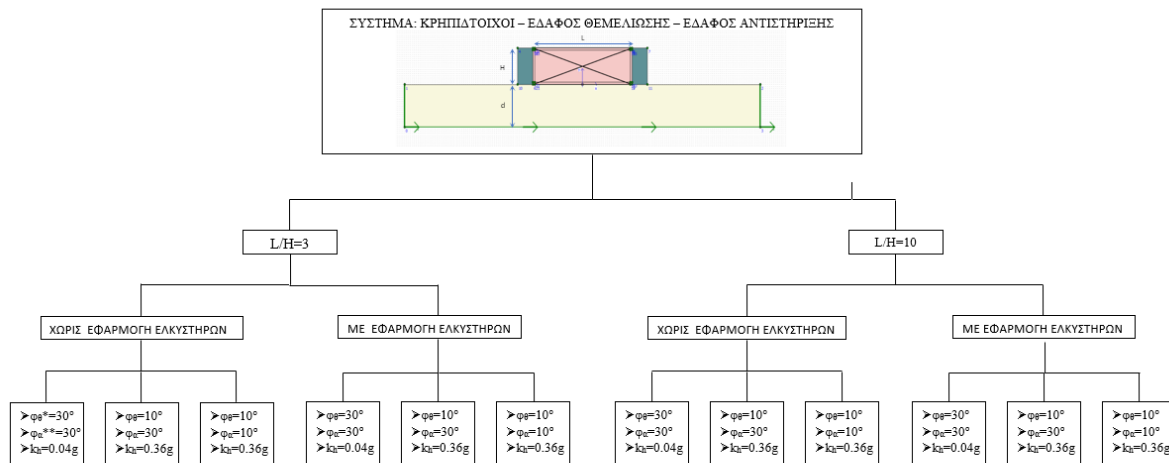 ΣΥΣΤΗΜΑ: ΚΡΗΠΙΔΤΟΙΧΟΙ – ΕΔΑΦΟΣ ΘΕΜΕΛΙΩΣΗΣ – ΕΔΑΦΟΣ ΑΝΤΙΣΤΗΡΙΞΗΣ
L
H
d
L/H=3
L/H=10
ΧΩΡΙΣ ΕΦΑΡΜΟΓΗ ΕΛΚΥΣΤΗΡΩΝ
ΜΕ ΕΦΑΡΜΟΓΗ ΕΛΚΥΣΤΗΡΩΝ
ΧΩΡΙΣ ΕΦΑΡΜΟΓΗ ΕΛΚΥΣΤΗΡΩΝ
ΜΕ ΕΦΑΡΜΟΓΗ ΕΛΚΥΣΤΗΡΩΝ
➤φθ*=30°
➤φα**=30°
➤kh=0.04g
➤φθ=10°
➤φα=30°
➤kh=0.36g
➤φθ=10°
➤φα=10°
➤kh=0.36g
➤φθ=30°
➤φα=30°
➤kh=0.04g
➤φθ=10°
➤φα=30°
➤kh=0.36g
➤φθ=10°
➤φα=10°
➤kh=0.36g
➤φθ=30°
➤φα=30°
➤kh=0.04g
➤φθ=10°
➤φα=30°
➤kh=0.36g
➤φθ=10°
➤φα=10°
➤kh=0.36g
➤φθ=30°
➤φα=30°
➤kh=0.04g
➤φθ=10°
➤φα=30°
➤kh=0.36g
➤φθ=10°
➤φα=10°
➤kh=0.36g